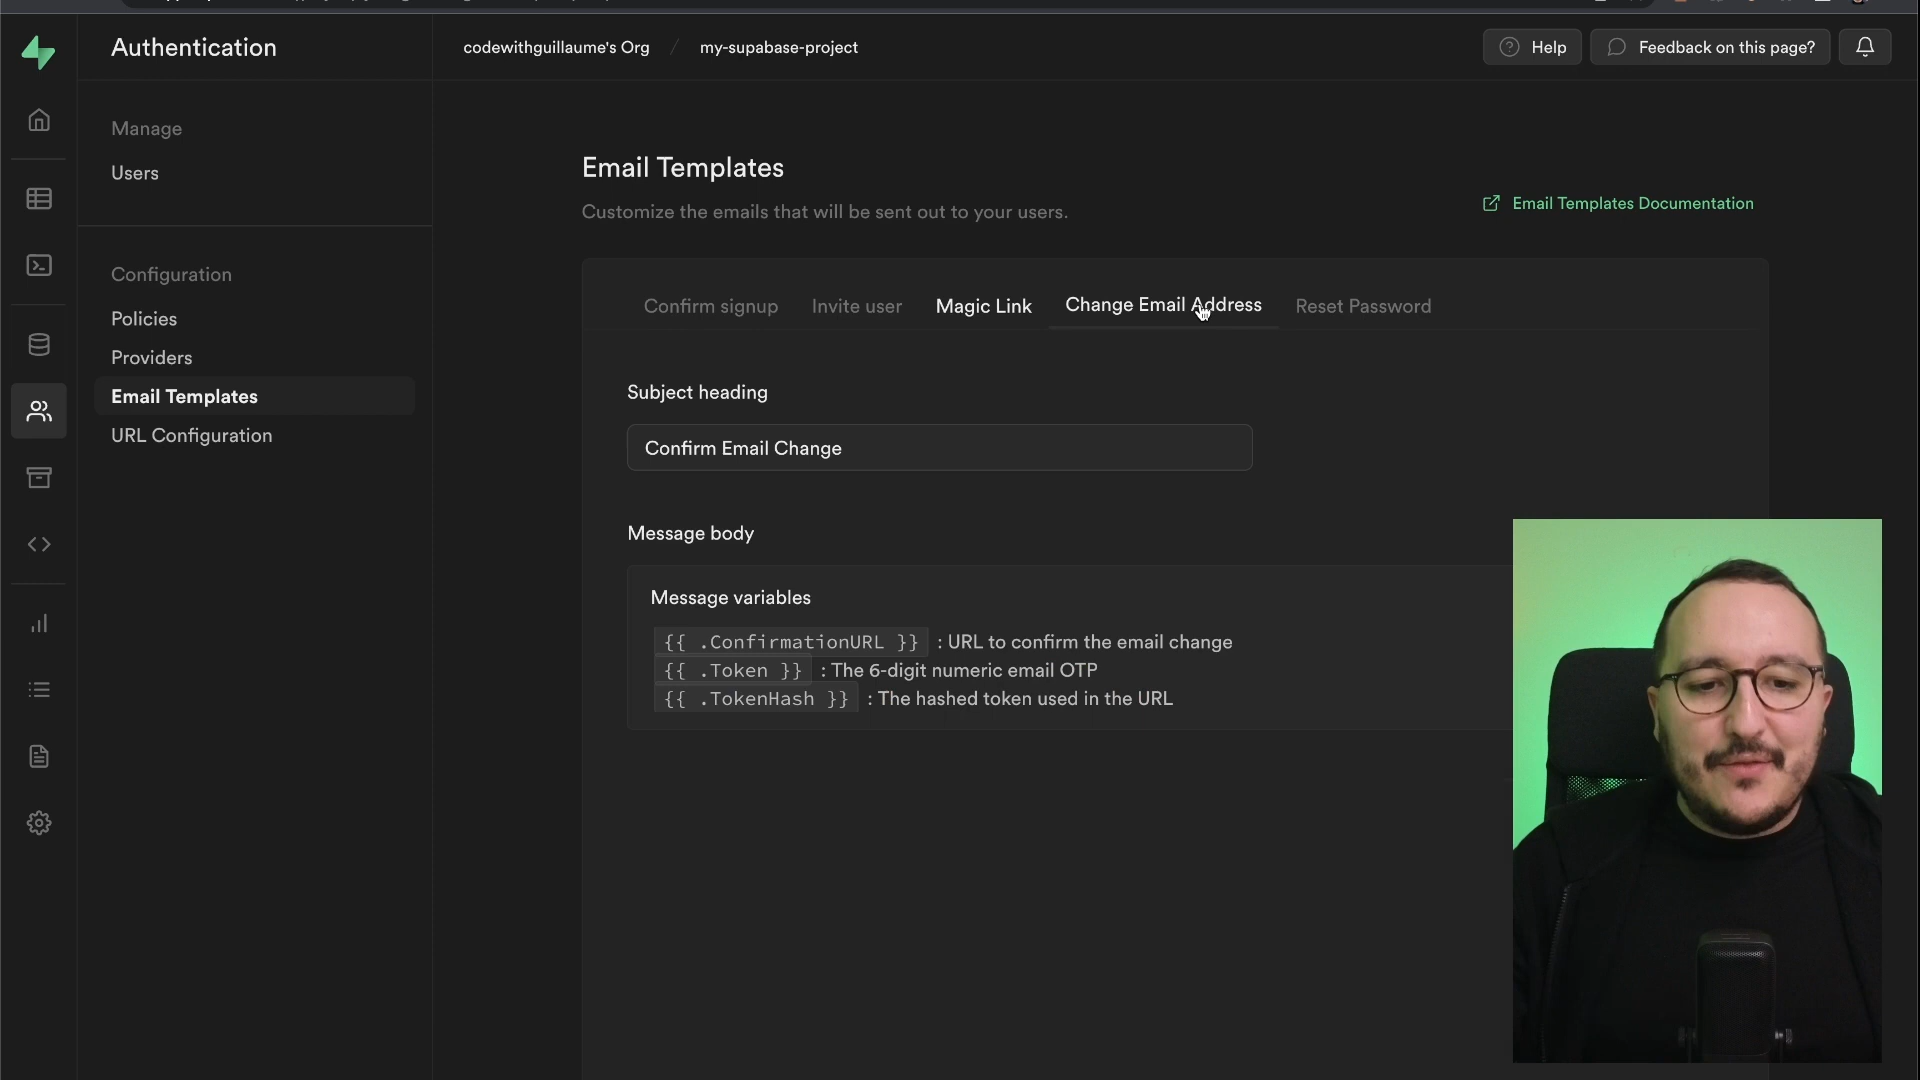 Authentication
codewithguillaume's Org / my-supabase-project
Help
Feedback on this page?
Manage
Users
Configuration
Policies
Providers
Email Templates
URL Configuration
Email Templates
Customize the emails that will be sent out to your users.
Email Templates Documentation
Confirm signup Invite user Magic Link Change Email Address Reset Password
Subject heading
Confirm Email Change
Message body
Message variables
{{ .ConfirmationURL }} : URL to confirm the email change
{{ .Token }} : The 6-digit numeric email OTP
{{ .TokenHash }} : The hashed token used in the URL